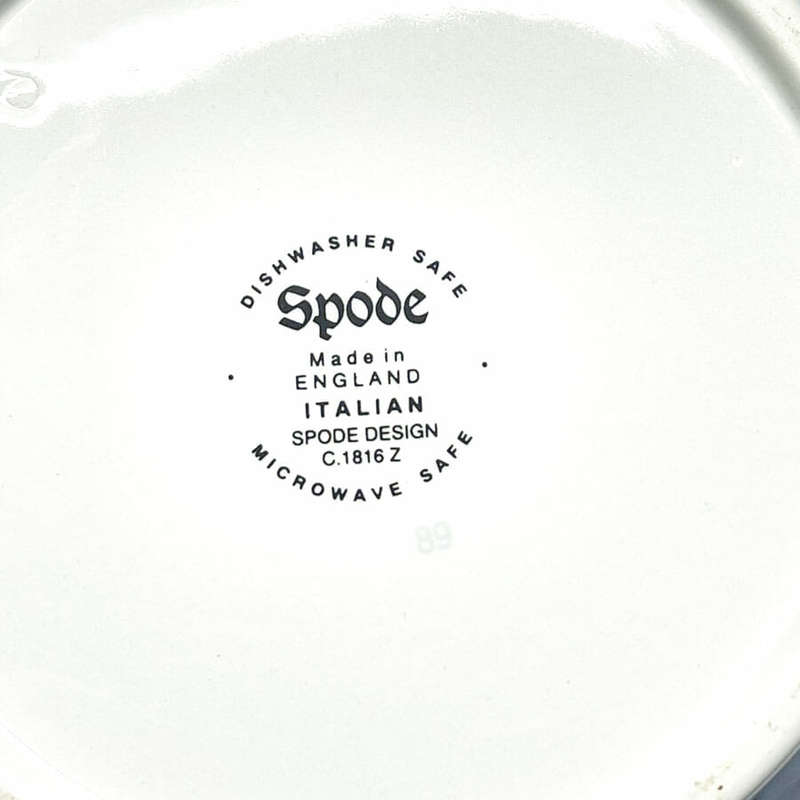 DISHWASHER SAFE
Spode
Made in
ENGLAND
ITALIAN
SPODE DESIGN
C.1816 Z
MICROWAVE SAFE
89